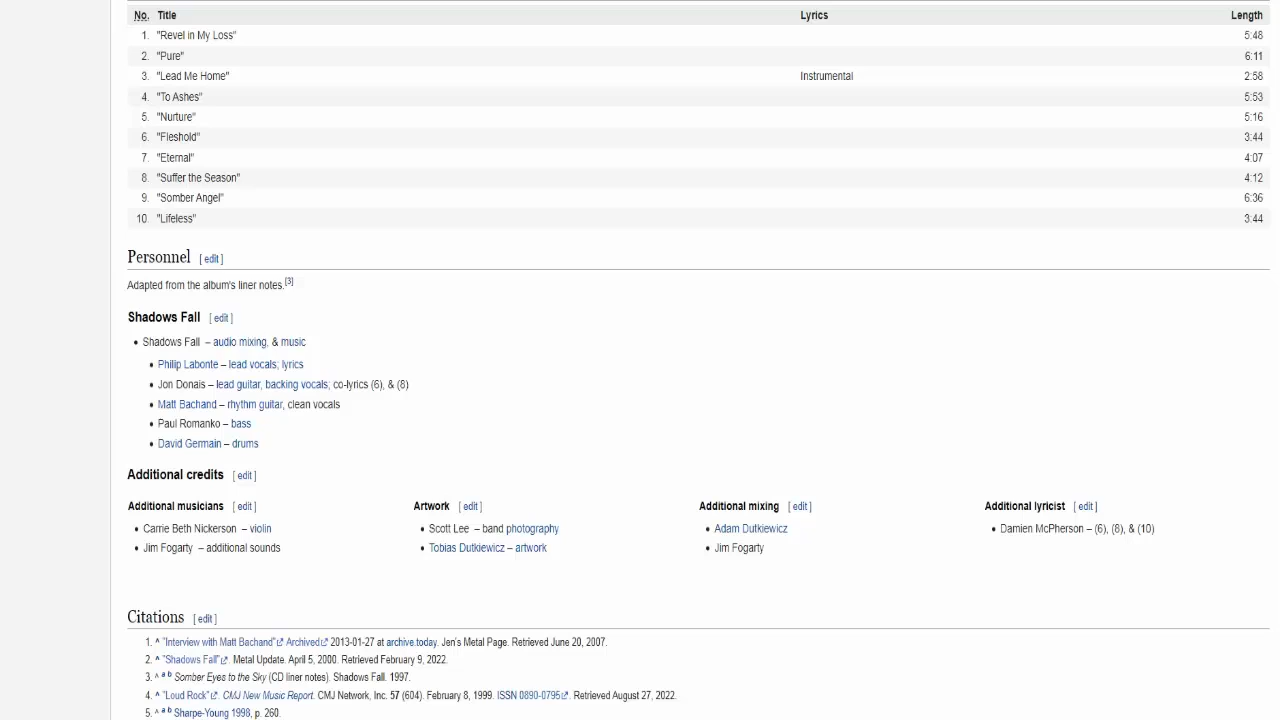 No. Title Lyrics Length
1. "Revel in My Loss" 5:48
2. "Pure" 6:11
3. "Lead Me Home" Instrumental 2:58
4. "To Ashes" 5:53
5. "Nurture" 5:16
6. "Fleshold" 3:44
7. "Eternal" 4:07
8. "Suffer the Season" 4:12
9. "Somber Angel" 6:36
10. "Lifeless" 3:44
Personnel [ edit ]
Adapted from the album's liner notes.[3]
Shadows Fall [ edit ]
• Shadows Fall – audio mixing, & music
• Philip Labonte – lead vocals; lyrics
• Jon Donais – lead guitar, backing vocals; co-lyrics (6), & (8)
• Matt Bachand – rhythm guitar, clean vocals
• Paul Romanko – bass
• David Germain – drums
Additional credits [ edit ]
Additional musicians [ edit ] Artwork [ edit ] Additional mixing [ edit ] Additional lyricist [ edit ]
• Carrie Beth Nickerson – violin • Scott Lee – band photography • Adam Dutkiewicz • Damien McPherson – (6), (8), & (10)
• Jim Fogarty – additional sounds • Tobias Dutkiewicz – artwork • Jim Fogarty
Citations [ edit ]
1. ^ "Interview with Matt Bachand" Archived 2013-01-27 at archive.today. Jen's Metal Page. Retrieved June 20, 2007.
2. ^ "Shadows Fall". Metal Update. April 5, 2000. Retrieved February 9, 2022.
3. ^ a b Somber Eyes to the Sky (CD liner notes). Shadows Fall. 1997.
4. ^ "Loud Rock". CMJ New Music Report. CMJ Network, Inc. 57 (604). February 8, 1999. ISSN 0890-0795. Retrieved August 27, 2022.
5. ^ a b Sharpe-Young 1998, p. 260.